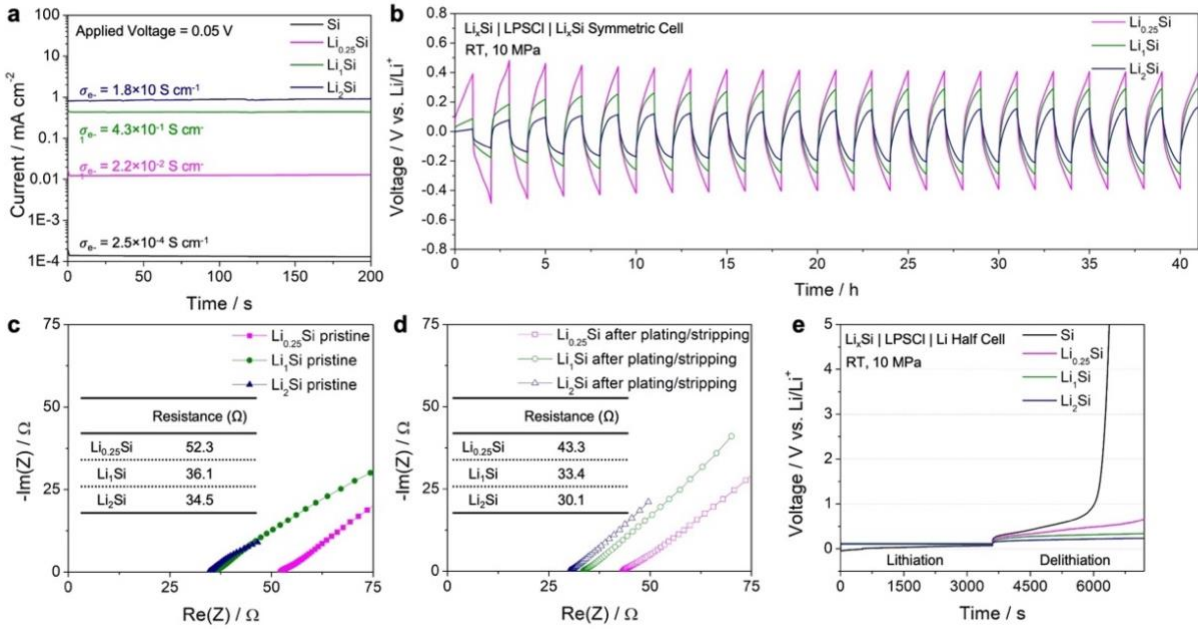 a
100
10
1
0.1
0.01
1E-3
1E-4
Current / mA cm⁻²
Applied Voltage = 0.05 V
Si
Li₀.₂₅Si
Li₁Si
Li₂Si
σₑ₋ = 1.8×10 S cm⁻¹
σₑ₋ = 4.3×10⁻¹ S cm⁻
σₑ₋ = 2.2×10⁻² S cm⁻
σₑ₋ = 2.5×10⁻⁴ S cm⁻¹
0 50 100 150 200
Time / s
b
0.8
0.6
0.4
0.2
0.0
-0.2
-0.4
-0.6
-0.8
Voltage / V vs. Li/Li⁺
LiₓSi | LPSCl | LiₓSi Symmetric Cell
RT, 10 MPa
Li₀.₂₅Si
Li₁Si
Li₂Si
0 5 10 15 20 25 30 35 40
Time / h
c
75
50
25
0
-Im(Z) / Ω
Li₀.₂₅Si pristine
Li₁Si pristine
Li₂Si pristine
Resistance (Ω)
Li₀.₂₅Si 52.3
Li₁Si 36.1
Li₂Si 34.5
0 25 50 75
Re(Z) / Ω
d
75
50
25
0
-Im(Z) / Ω
Li₀.₂₅Si after plating/stripping
Li₁Si after plating/stripping
Li₂Si after plating/stripping
Resistance (Ω)
Li₀.₂₅Si 43.3
Li₁Si 33.4
Li₂Si 30.1
0 25 50 75
Re(Z) / Ω
e
5
4
3
2
1
0
Voltage / V vs. Li/Li⁺
LiₓSi | LPSCl | Li Half Cell
RT, 10 MPa
Si
Li₀.₂₅Si
Li₁Si
Li₂Si
Lithiation Delithiation
0 1500 3000 4500 6000
Time / s